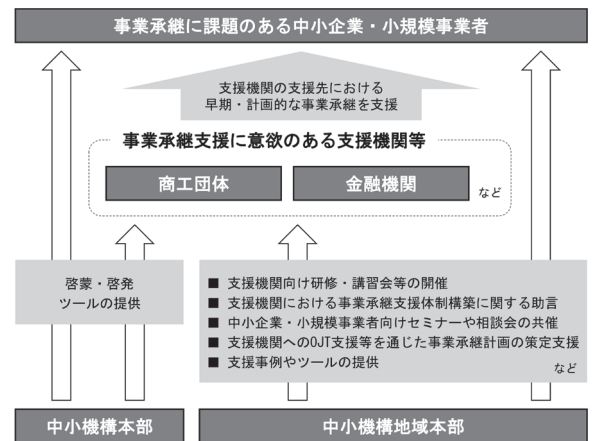 事業承継に課題のある中小企業・小規模事業者
支援機関の支援先における
早期・計画的な事業承継を支援
事業承継支援に意欲のある支援機関等
商工団体
金融機関
など
啓蒙・啓発
ツールの提供
■ 支援機関向け研修・講習会等の開催
■ 支援機関における事業承継支援体制構築に関する助言
■ 中小企業・小規模事業者向けセミナーや相談会の共催
■ 支援機関へのOJT支援等を通じた事業承継計画の策定支援
■ 支援事例やツールの提供
など
中小機構本部
中小機構地域本部